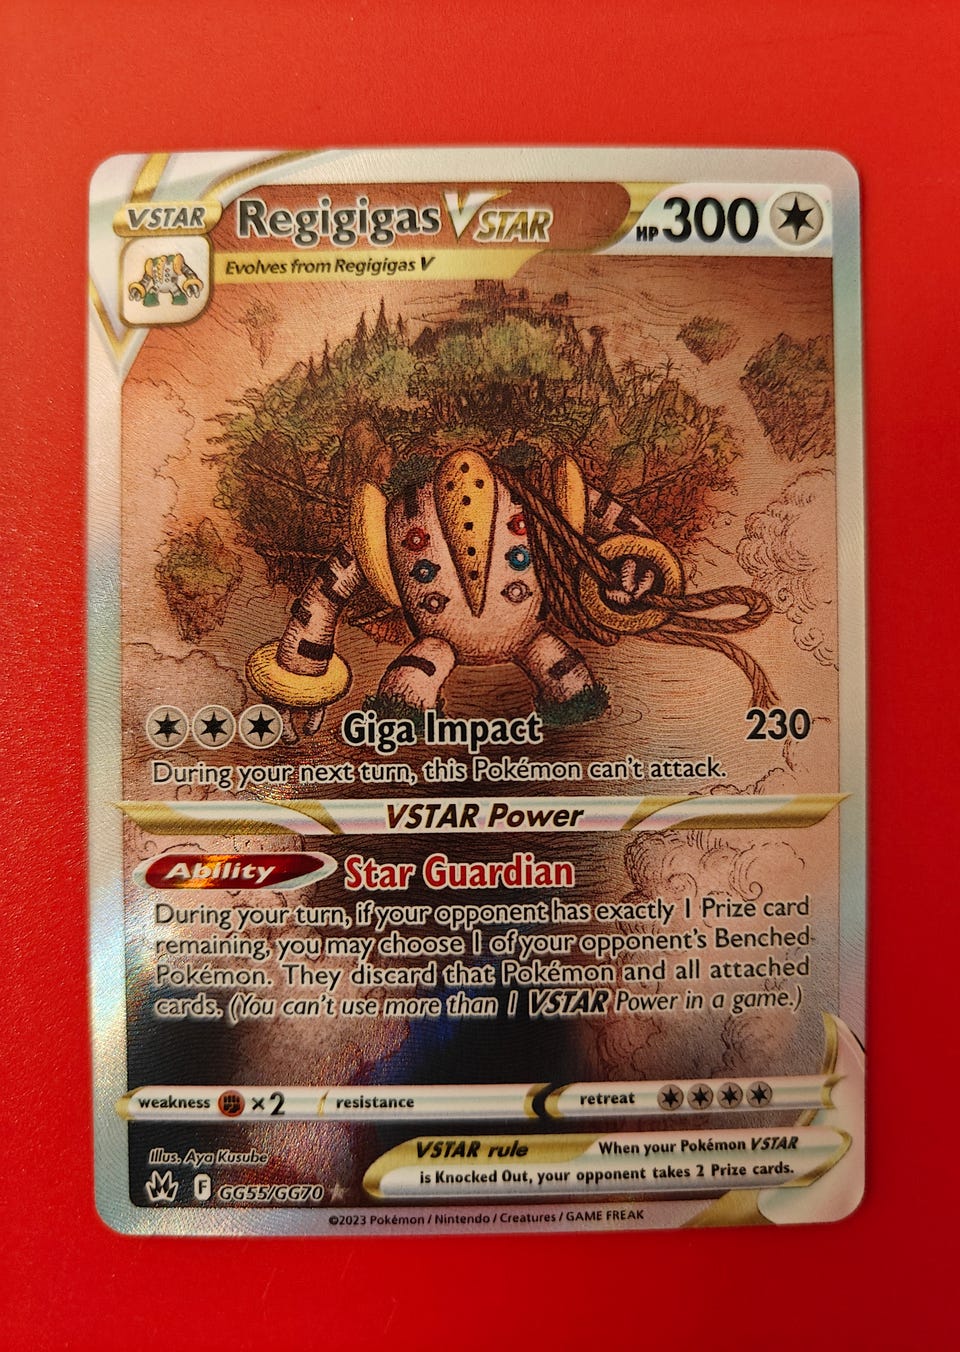 VSTAR
Regigigas VSTAR
HP 300
Evolves from Regigigas V
Giga Impact 230
During your next turn, this Pokémon can't attack.
VSTAR Power
Ability Star Guardian
During your turn, if your opponent has exactly 1 Prize card
remaining, you may choose 1 of your opponent's Benched
Pokémon. They discard that Pokémon and all attached
cards. (You can't use more than 1 VSTAR Power in a game.)
weakness ×2 resistance retreat
Illus. Aya Kusube
VSTAR rule When your Pokémon VSTAR
is Knocked Out, your opponent takes 2 Prize cards.
F GG55/GG70
©2023 Pokémon / Nintendo / Creatures / GAME FREAK